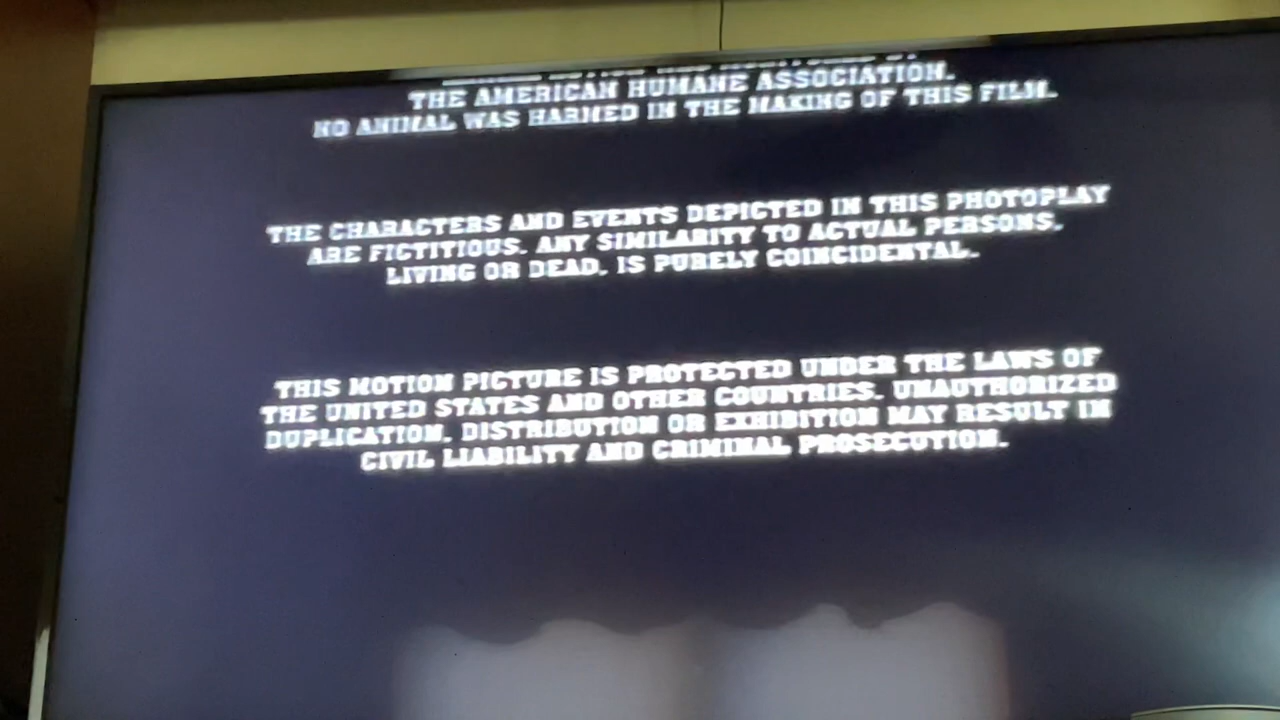 THE AMERICAN HUMANE ASSOCIATION.
NO ANIMAL WAS HARMED IN THE MAKING OF THIS FILM.
THE CHARACTERS AND EVENTS DEPICTED IN THIS PHOTOPLAY
ARE FICTITIOUS. ANY SIMILARITY TO ACTUAL PERSONS,
LIVING OR DEAD, IS PURELY COINCIDENTAL.
THIS MOTION PICTURE IS PROTECTED UNDER THE LAWS OF
THE UNITED STATES AND OTHER COUNTRIES. UNAUTHORIZED
DUPLICATION, DISTRIBUTION OR EXHIBITION MAY RESULT IN
CIVIL LIABILITY AND CRIMINAL PROSECUTION.